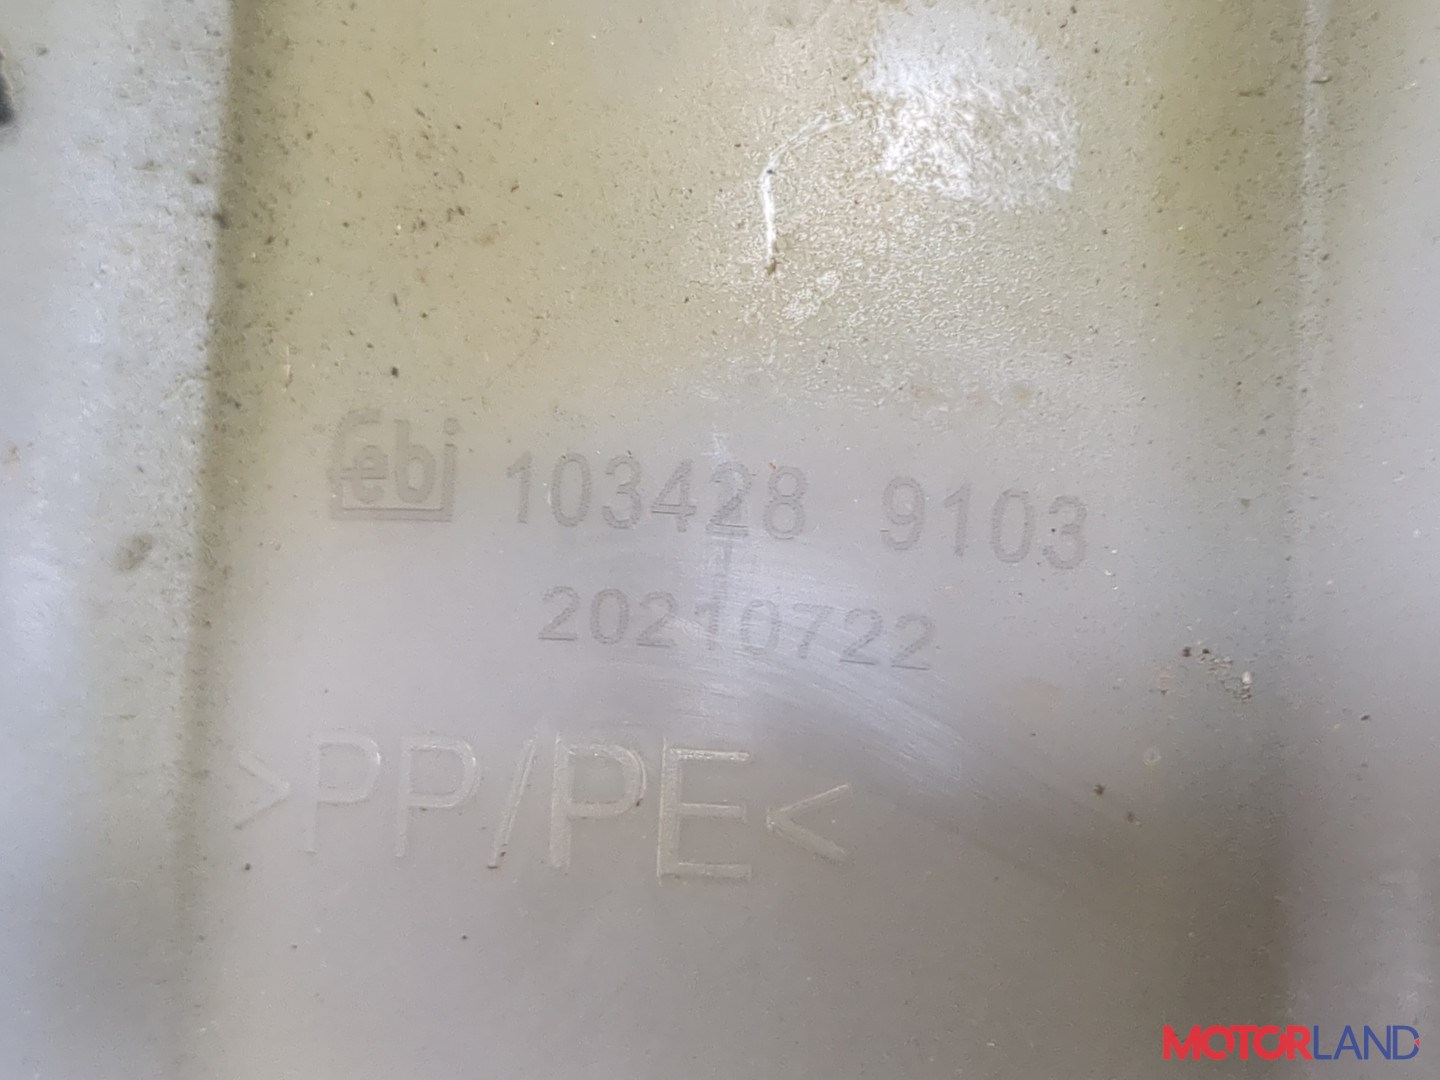 febi 103428 9103
20210722
>PP/PE<
MOTORLAND